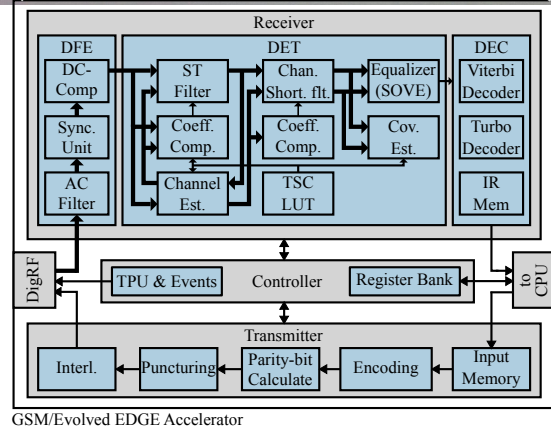 Receiver
DFE
DET
DEC
DC-
Comp
ST
Filter
Chan.
Short. flt.
Equalizer
(SOVE)
Viterbi
Decoder
Sync.
Unit
Coeff.
Comp.
Coeff.
Comp.
Cov.
Est.
Turbo
Decoder
AC
Filter
Channel
Est.
TSC
LUT
IR
Mem
DigRF
TPU & Events
Controller
Register Bank
to
CPU
Transmitter
Interl.
Puncturing
Parity-bit
Calculate
Encoding
Input
Memory
GSM/Evolved EDGE Accelerator